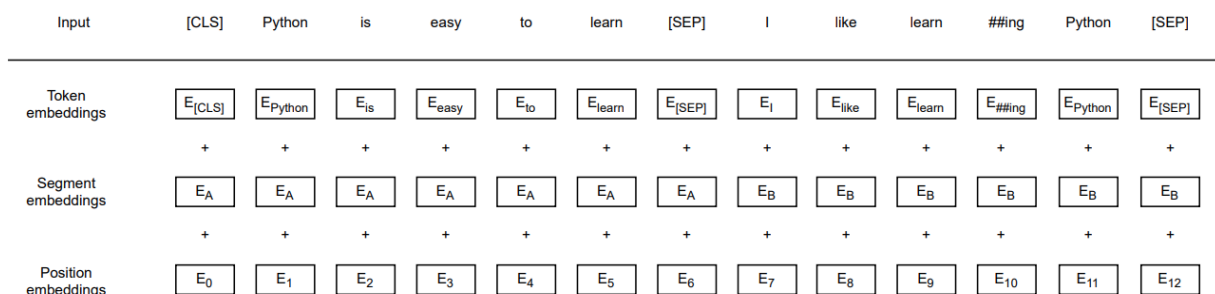 Input [CLS] Python is easy to learn [SEP] I like learn ##ing Python [SEP]
Token embeddings E[CLS] EPython Eis Eeasy Eto Elearn E[SEP] EI Elike Elearn E##ing EPython E[SEP]
+ + + + + + + + + + + + +
Segment embeddings EA EA EA EA EA EA EA EB EB EB EB EB EB
+ + + + + + + + + + + + +
Position embeddings E0 E1 E2 E3 E4 E5 E6 E7 E8 E9 E10 E11 E12